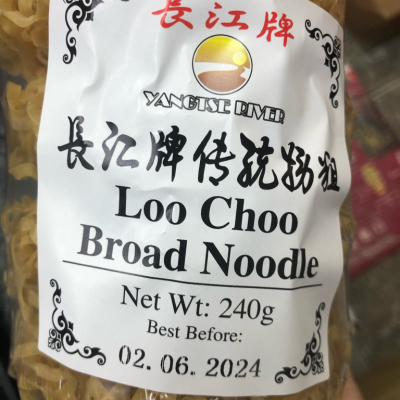 長江牌
YANGTSE RIVER
長江牌传统捞粗
Loo Choo
Broad Noodle
Net Wt: 240g
Best Before:
02. 06. 2024